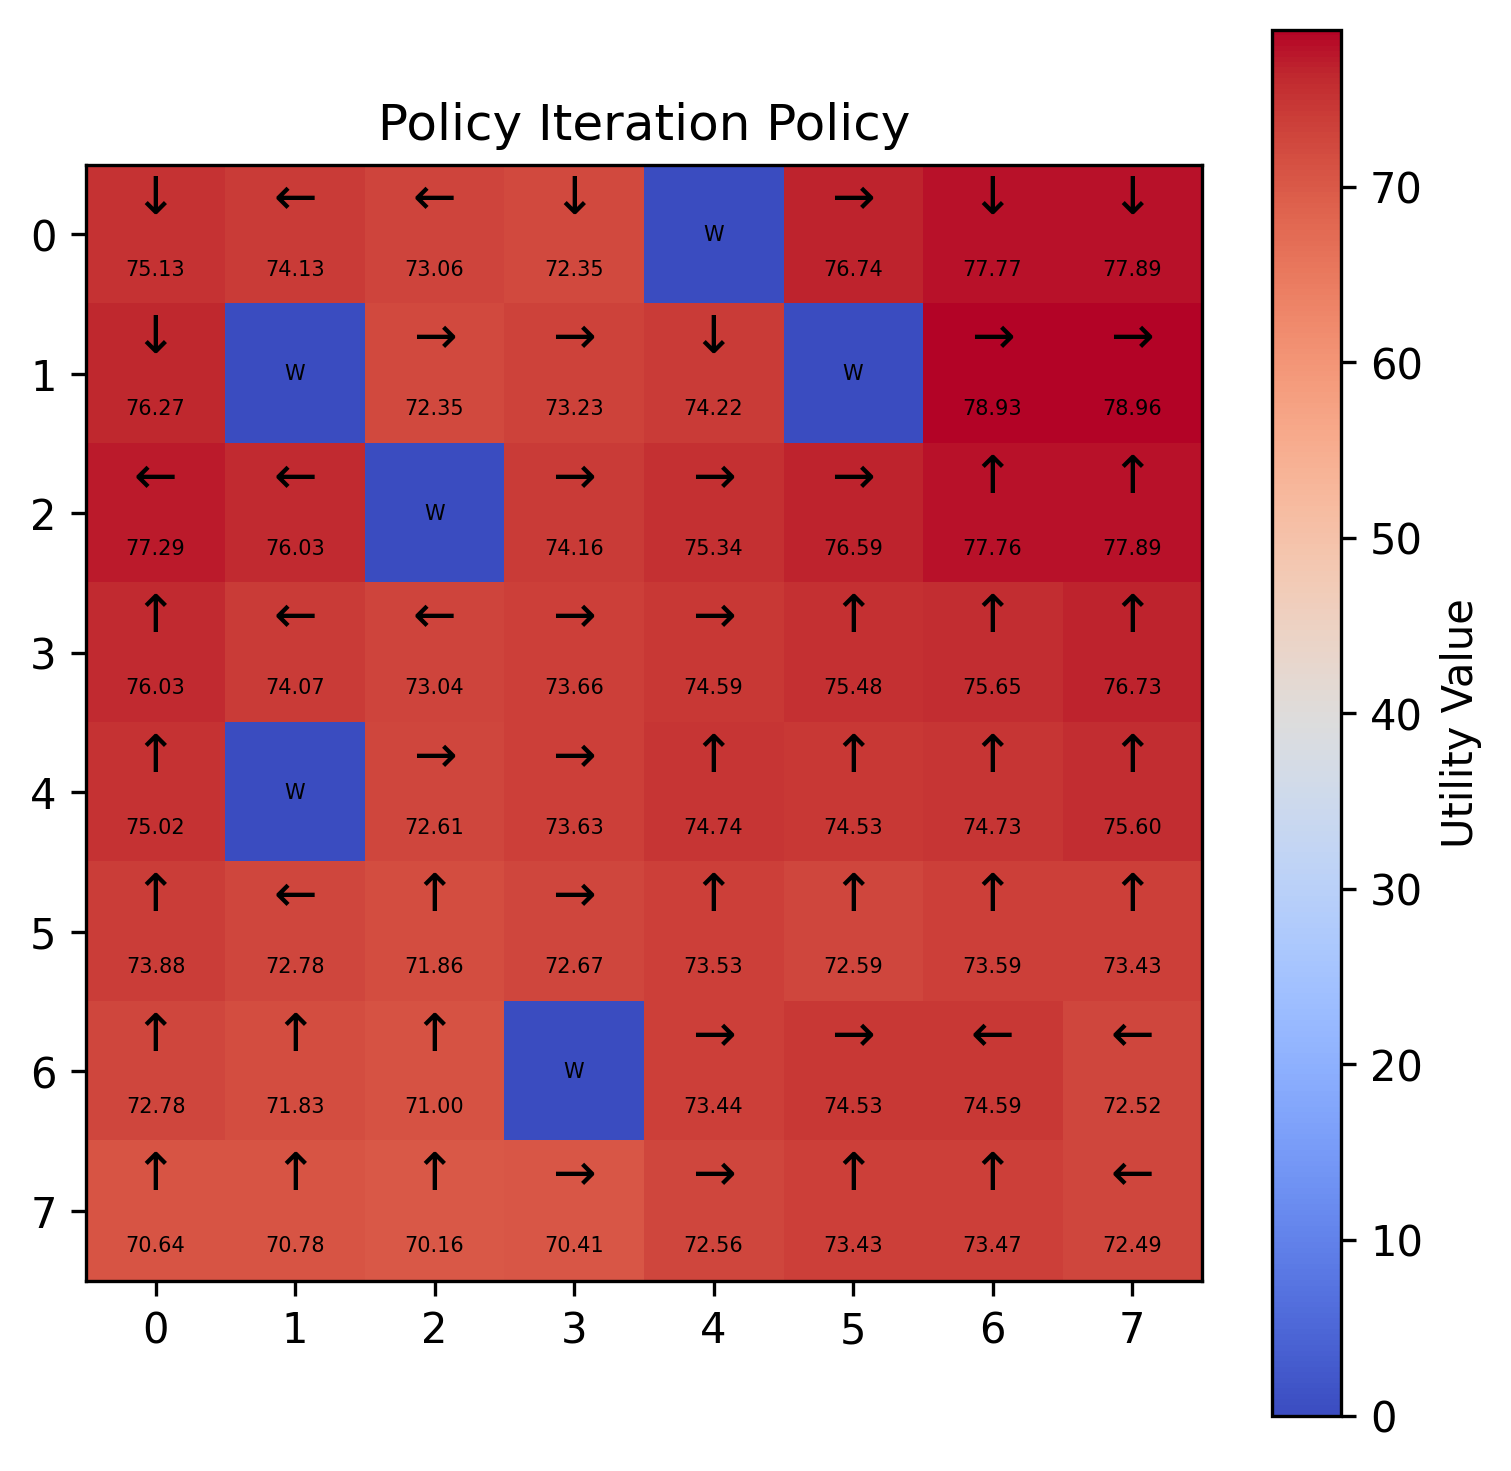 Policy Iteration Policy
0 ↓ ← ← ↓ W → ↓ ↓
75.13 74.13 73.06 72.35 76.74 77.77 77.89
1 ↓ W → → ↓ W → →
76.27 72.35 73.23 74.22 78.93 78.96
2 ← ← W → → → ↑ ↑
77.29 76.03 74.16 75.34 76.59 77.76 77.89
3 ↑ ← ← → → ↑ ↑ ↑
76.03 74.07 73.04 73.66 74.59 75.48 75.65 76.73
4 ↑ W → → ↑ ↑ ↑ ↑
75.02 72.61 73.63 74.74 74.53 74.73 75.60
5 ↑ ← ↑ → ↑ ↑ ↑ ↑
73.88 72.78 71.86 72.67 73.53 72.59 73.59 73.43
6 ↑ ↑ ↑ W → → ← ←
72.78 71.83 71.00 73.44 74.53 74.59 72.52
7 ↑ ↑ ↑ → → ↑ ↑ ←
70.64 70.78 70.16 70.41 72.56 73.43 73.47 72.49
0 1 2 3 4 5 6 7
70
60
50
40
30
20
10
0
Utility Value